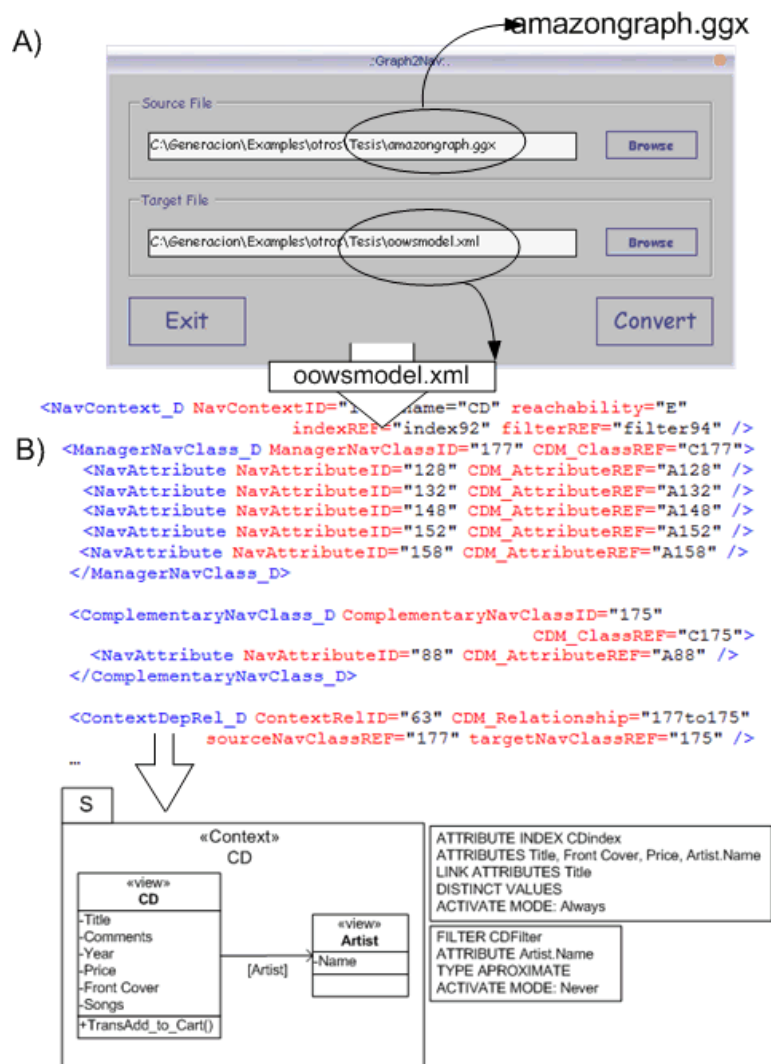 A)
amazongraph.ggx
.:Graph2Nav:.
Source File
C:\Generacion\Examples\otros\Tesis\amazongraph.ggx
Browse
Target File
C:\Generacion\Examples\otros\Tesis\oowsmodel.xml
Browse
Exit
Convert
oowsmodel.xml
B)
<NavContext_D NavContextID="1 name="CD" reachability="E"
indexREF="index92" filterREF="filter94" />
<ManagerNavClass_D ManagerNavClassID="177" CDM_ClassREF="C177">
<NavAttribute NavAttributeID="128" CDM_AttributeREF="A128" />
<NavAttribute NavAttributeID="132" CDM_AttributeREF="A132" />
<NavAttribute NavAttributeID="148" CDM_AttributeREF="A148" />
<NavAttribute NavAttributeID="152" CDM_AttributeREF="A152" />
<NavAttribute NavAttributeID="158" CDM_AttributeREF="A158" />
</ManagerNavClass_D>
<ComplementaryNavClass_D ComplementaryNavClassID="175"
CDM_ClassREF="C175">
<NavAttribute NavAttributeID="88" CDM_AttributeREF="A88" />
</ComplementaryNavClass_D>
<ContextDepRel_D ContextRelID="63" CDM_Relationship="177to175"
sourceNavClassREF="177" targetNavClassREF="175" />
...
S
«Context»
CD
«view»
CD
-Title
-Comments
-Year
-Price
-Front Cover
-Songs
+TransAdd_to_Cart()
[Artist]
«view»
Artist
-Name
ATTRIBUTE INDEX CDindex
ATTRIBUTES Title, Front Cover, Price, Artist.Name
LINK ATTRIBUTES Title
DISTINCT VALUES
ACTIVATE MODE: Always
FILTER CDFilter
ATTRIBUTE Artist.Name
TYPE APROXIMATE
ACTIVATE MODE: Never